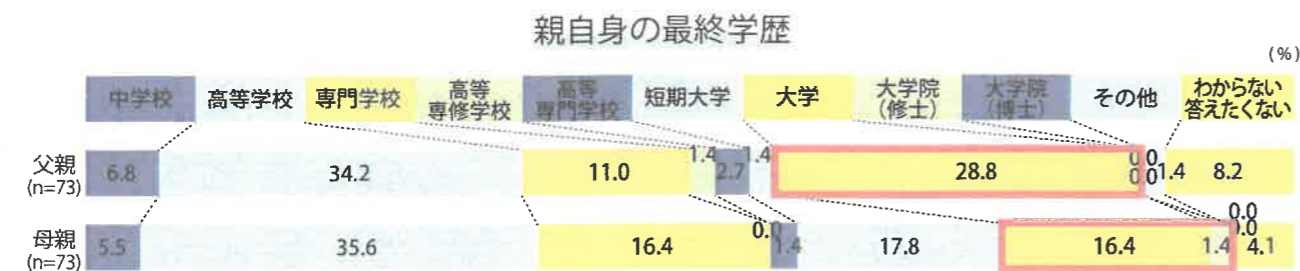 親自身の最終学歴
(%)
中学校 高等学校 専門学校 高等専修学校 高等専門学校 短期大学 大学 大学院(修士) 大学院(博士) その他 わからない答えたくない
父親 (n=73) 6.8 34.2 11.0 1.4 2.7 1.4 28.8 0.0 0.0 1.4 8.2
母親 (n=73) 5.5 35.6 16.4 0.0 1.4 17.8 16.4 1.4 0.0 0.0 4.1